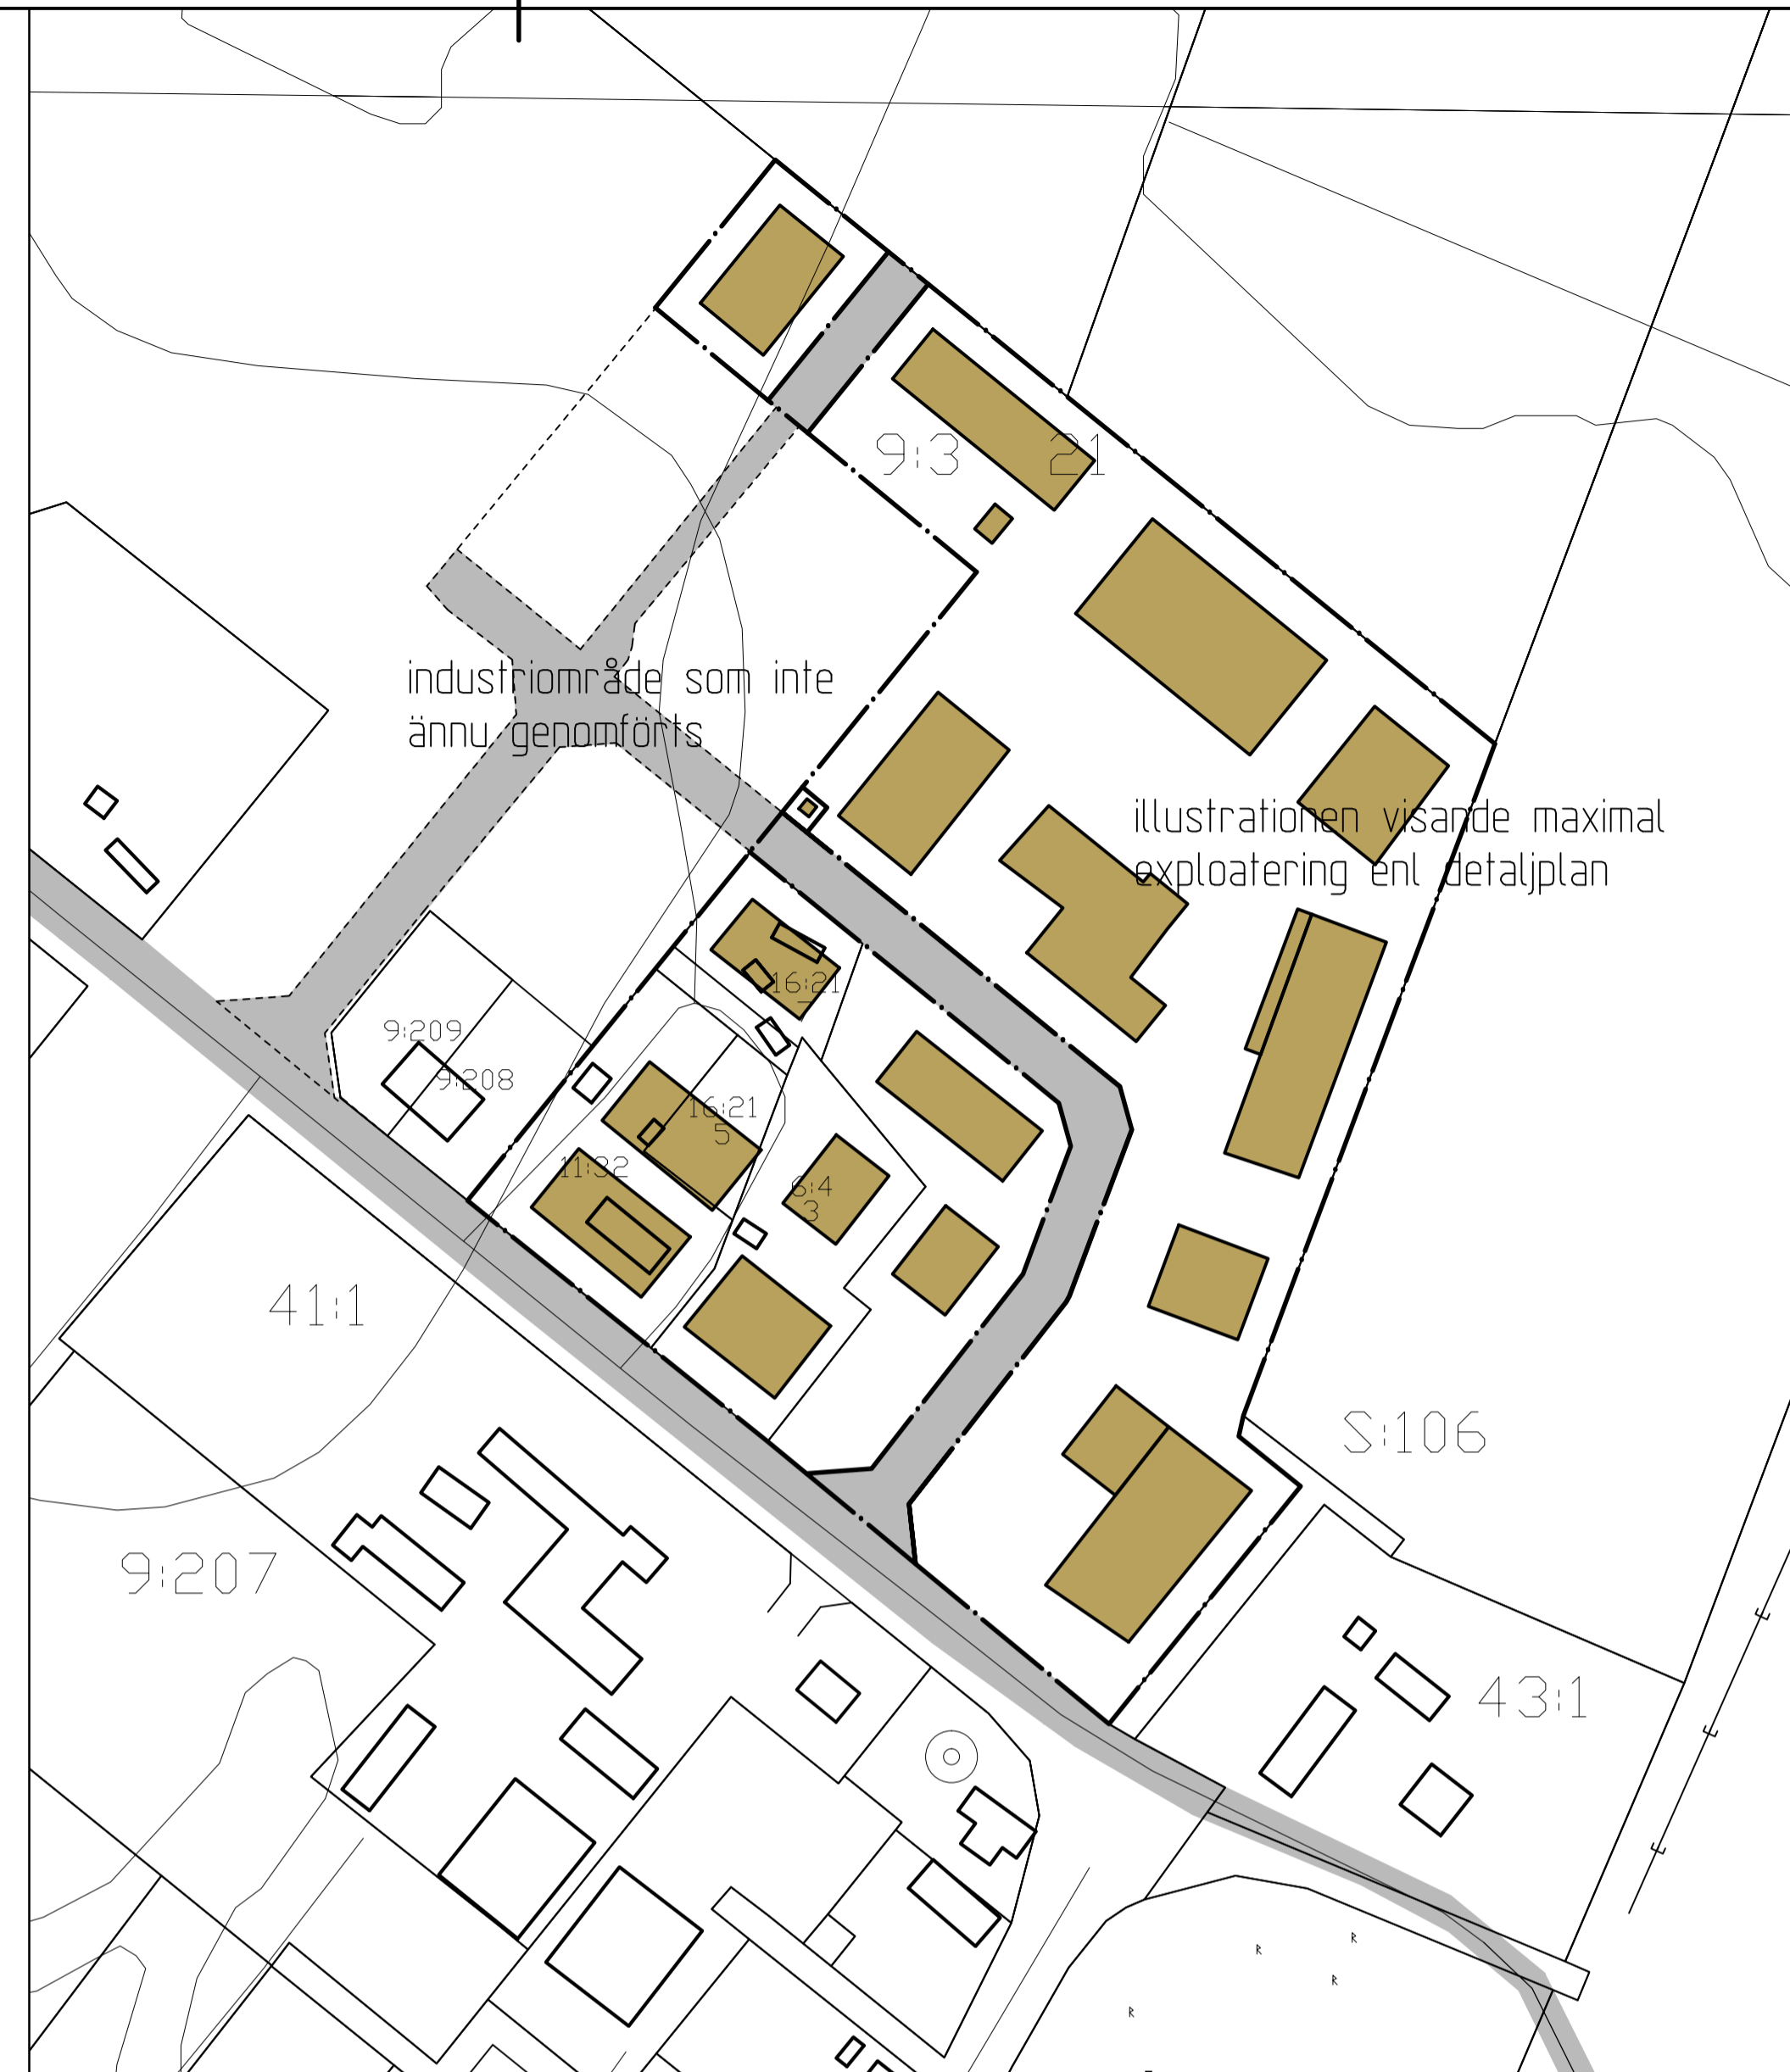 9:3 21
industriområde som inte
ännu genomförts
illustrationen visande maximal
exploatering enl detaljplan
16:21
9:209
9:208
16:21
5
11:32
6:4
3
41:1
S:106
9:207
43:1
E
E
E
R
R
R
R